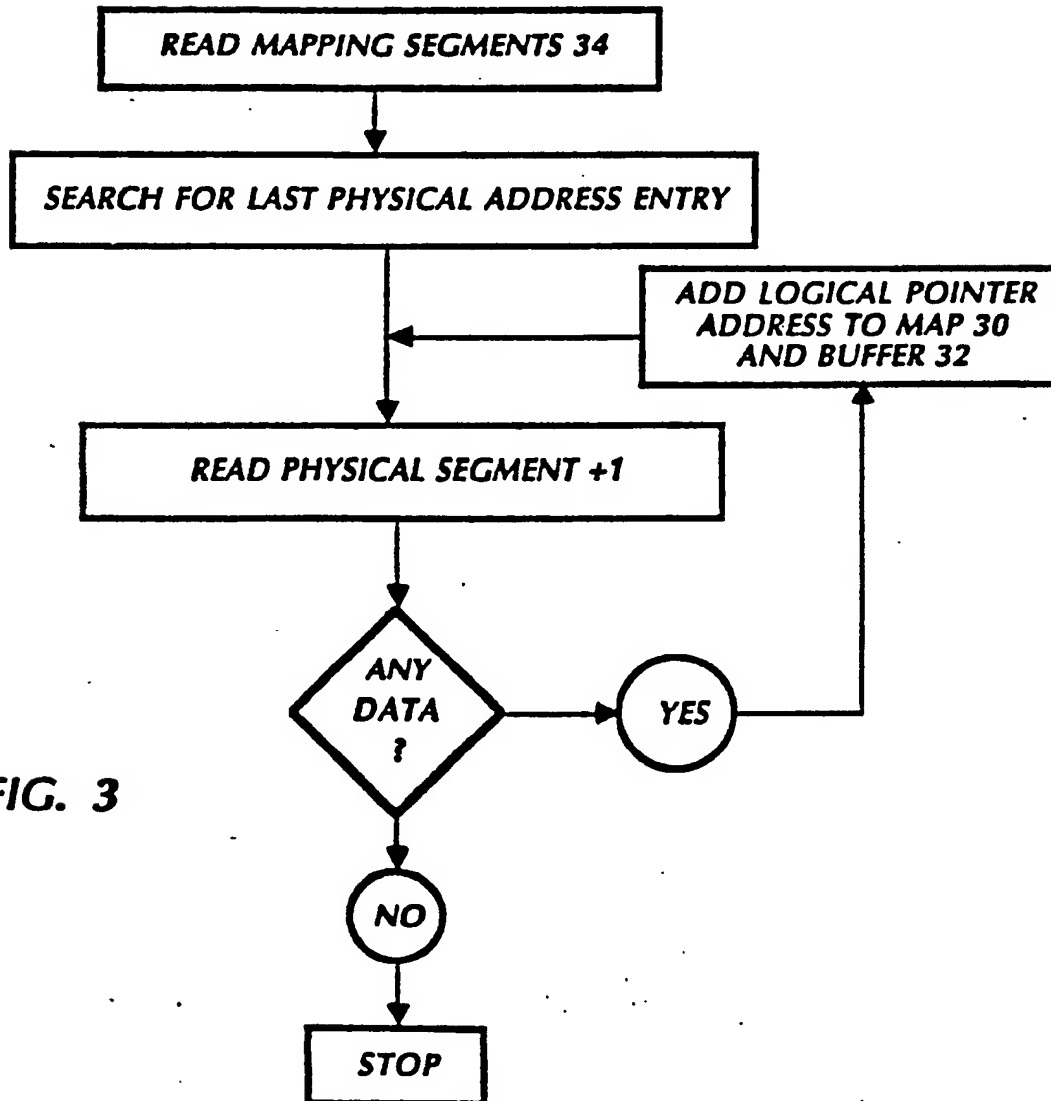 READ MAPPING SEGMENTS 34
SEARCH FOR LAST PHYSICAL ADDRESS ENTRY
ADD LOGICAL POINTER
ADDRESS TO MAP 30
AND BUFFER 32
READ PHYSICAL SEGMENT +1
ANY
DATA
?
YES
FIG. 3
NO
STOP